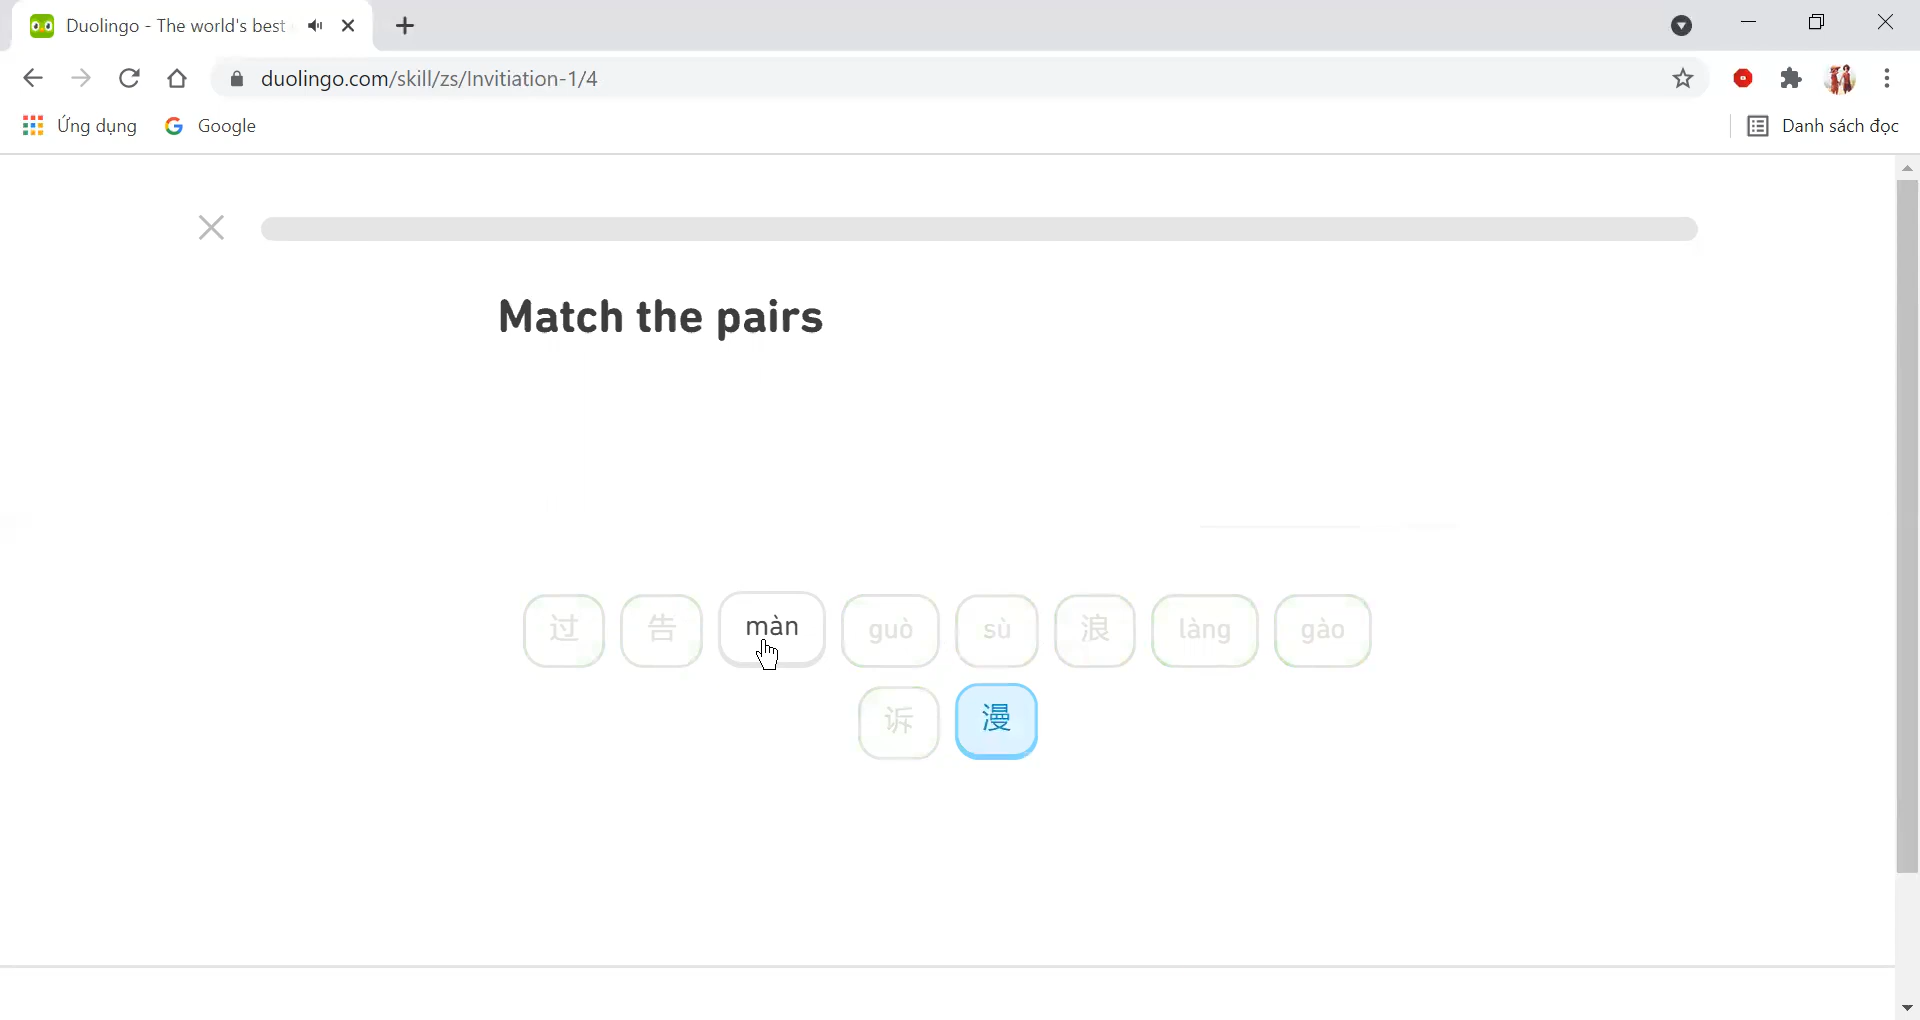 Duolingo - The world's best
duolingo.com/skill/zs/Invitiation-1/4
Ứng dụng Google Danh sách đọc
Match the pairs
过 告 màn guò sù 浪 làng gào
诉 漫